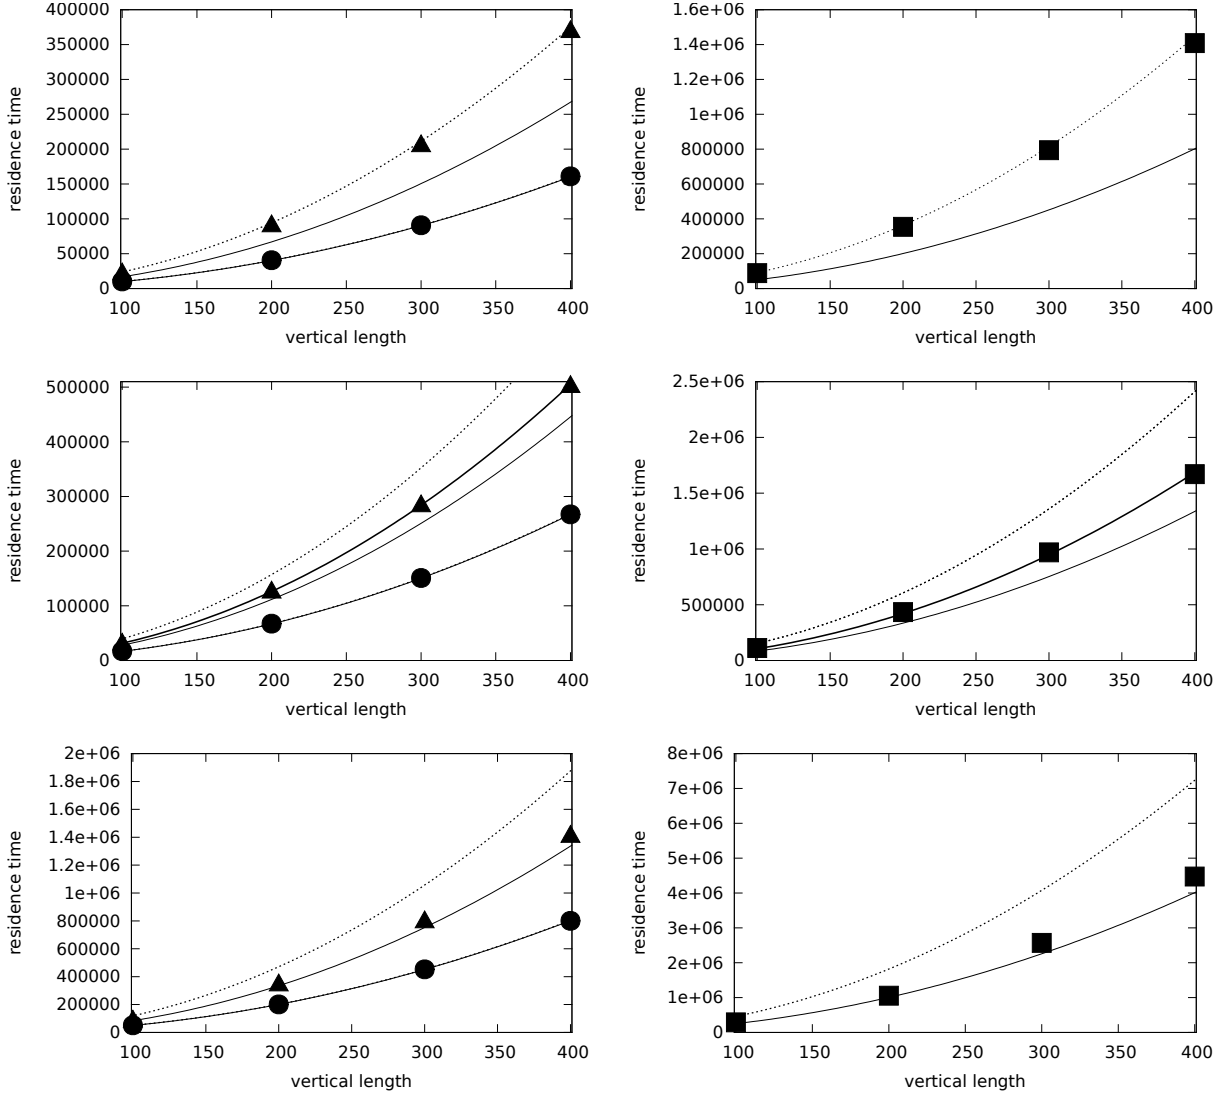 400000
350000
300000
250000
200000
150000
100000
50000
0
residence time
100 150 200 250 300 350 400
vertical length
1.6e+06
1.4e+06
1.2e+06
1e+06
800000
600000
400000
200000
0
residence time
100 150 200 250 300 350 400
vertical length
500000
400000
300000
200000
100000
0
residence time
100 150 200 250 300 350 400
vertical length
2.5e+06
2e+06
1.5e+06
1e+06
500000
0
residence time
100 150 200 250 300 350 400
vertical length
2e+06
1.8e+06
1.6e+06
1.4e+06
1.2e+06
1e+06
800000
600000
400000
200000
0
residence time
100 150 200 250 300 350 400
vertical length
8e+06
7e+06
6e+06
5e+06
4e+06
3e+06
2e+06
1e+06
0
residence time
100 150 200 250 300 350 400
vertical length